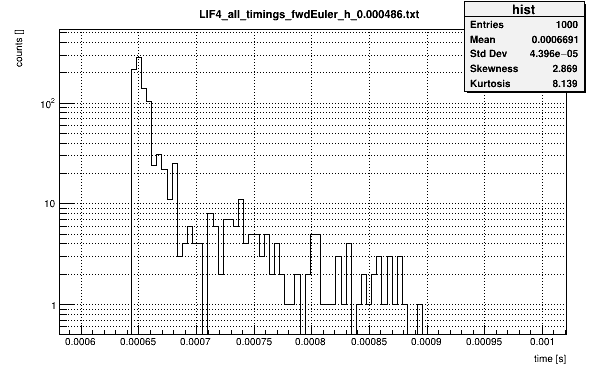 LIF4_all_timings_fwdEuler_h_0.000486.txt
hist
Entries 1000
Mean 0.0006691
Std Dev 4.396e−05
Skewness 2.869
Kurtosis 8.139
counts []
10²
10
1
0.0006 0.00065 0.0007 0.00075 0.0008 0.00085 0.0009 0.00095 0.001
time [s]